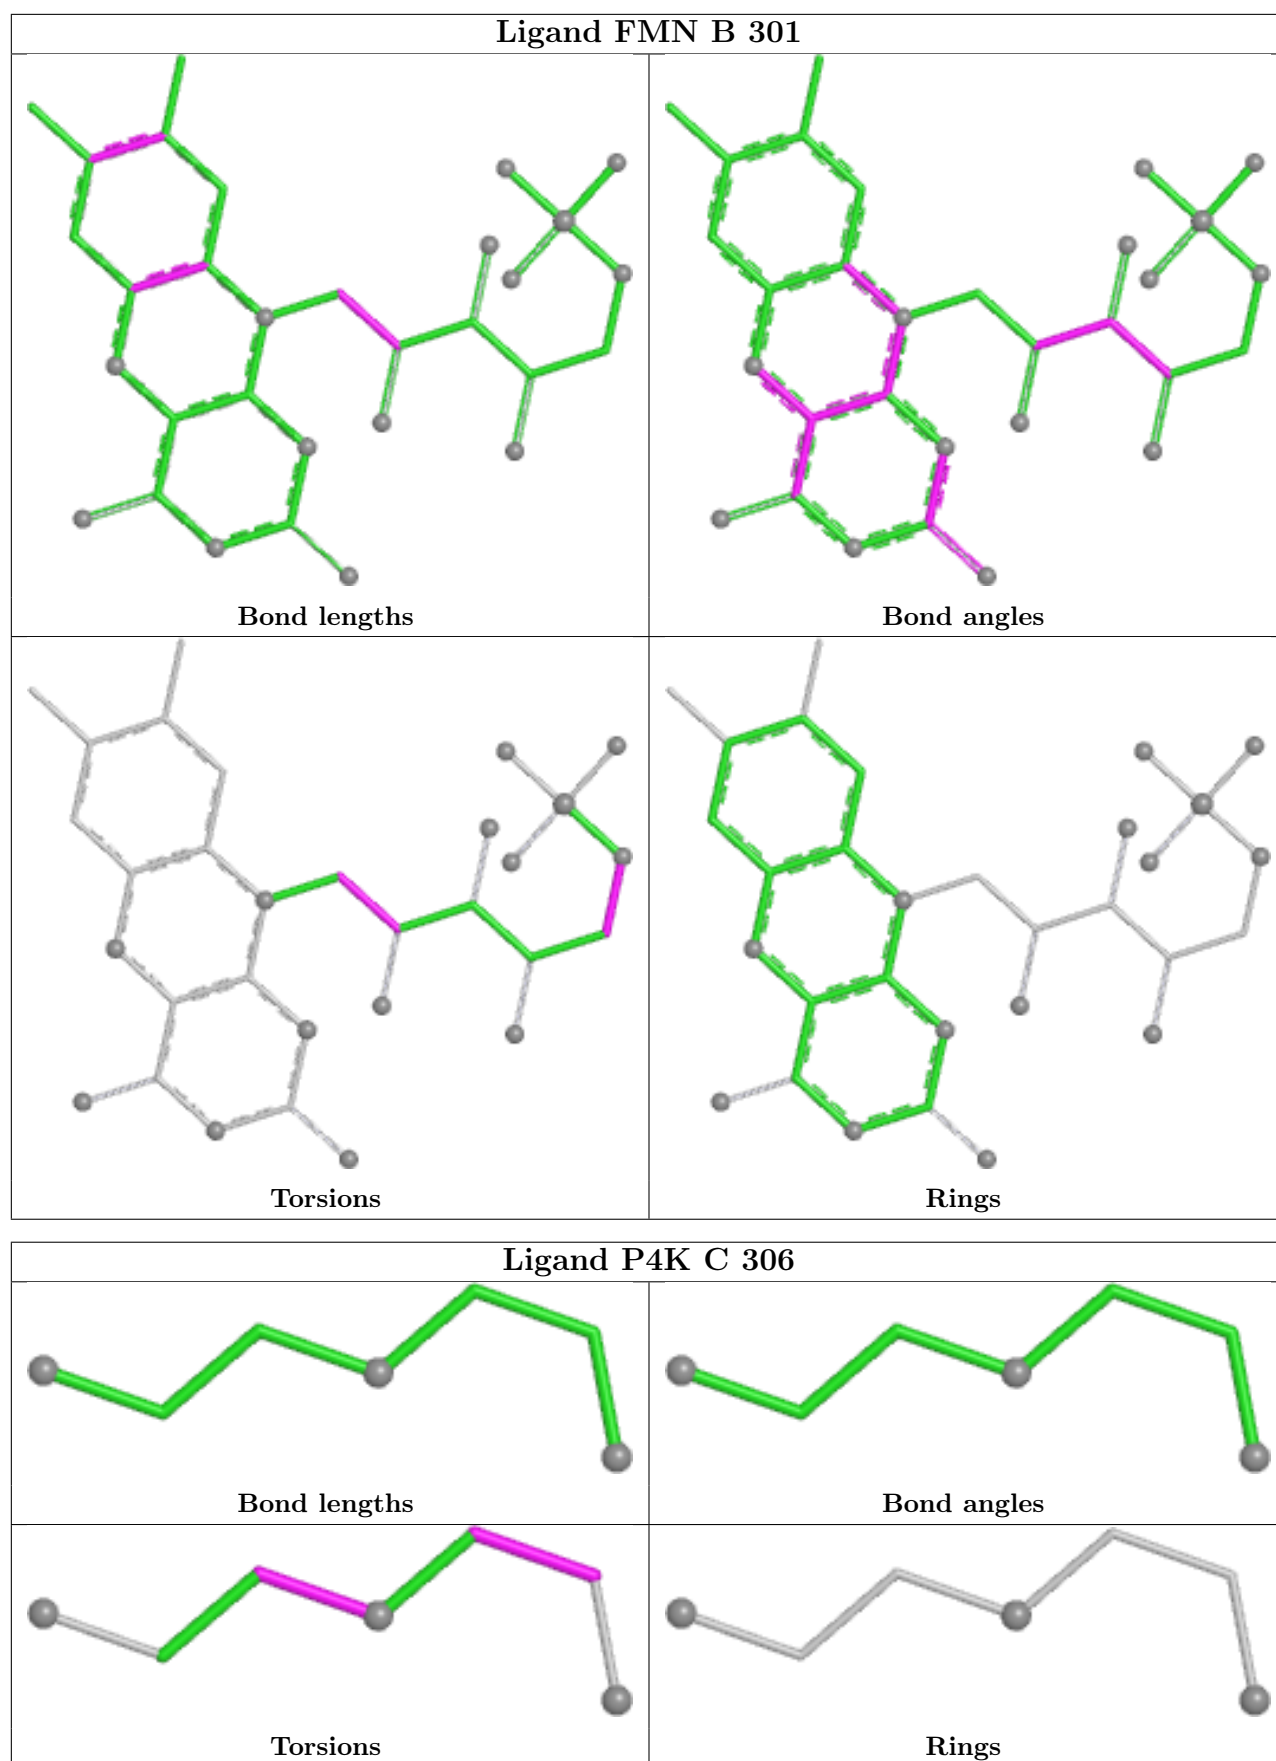 Ligand FMN B 301
Bond lengths
Bond angles
Torsions
Rings
Ligand P4K C 306
Bond lengths
Bond angles
Torsions
Rings